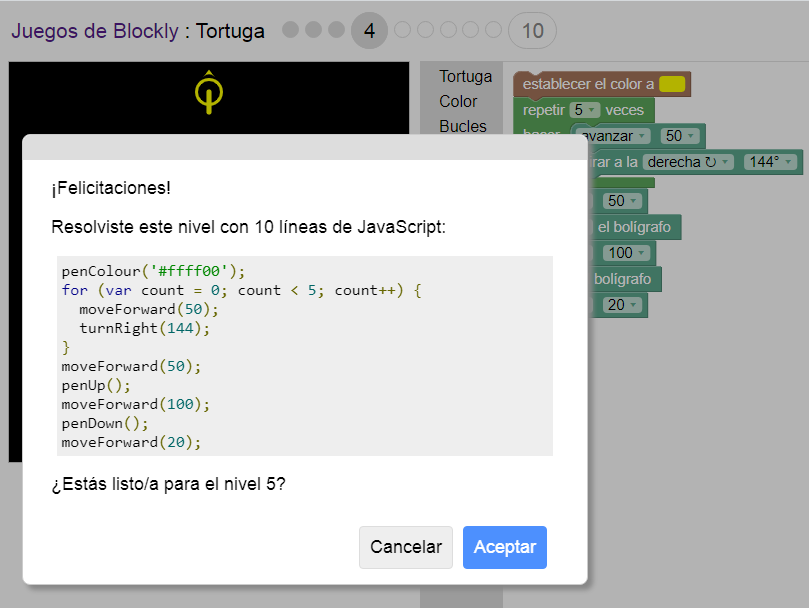 Juegos de Blockly : Tortuga 4 10
Tortuga
Color
Bucles
establecer el color a
repetir 5 veces
avanzar 50
rar a la derecha ↻ 144°
50
el bolígrafo
100
bolígrafo
20
¡Felicitaciones!
Resolviste este nivel con 10 líneas de JavaScript:
penColour('#ffff00');
for (var count = 0; count < 5; count++) {
  moveForward(50);
  turnRight(144);
}
moveForward(50);
penUp();
moveForward(100);
penDown();
moveForward(20);
¿Estás listo/a para el nivel 5?
Cancelar Aceptar